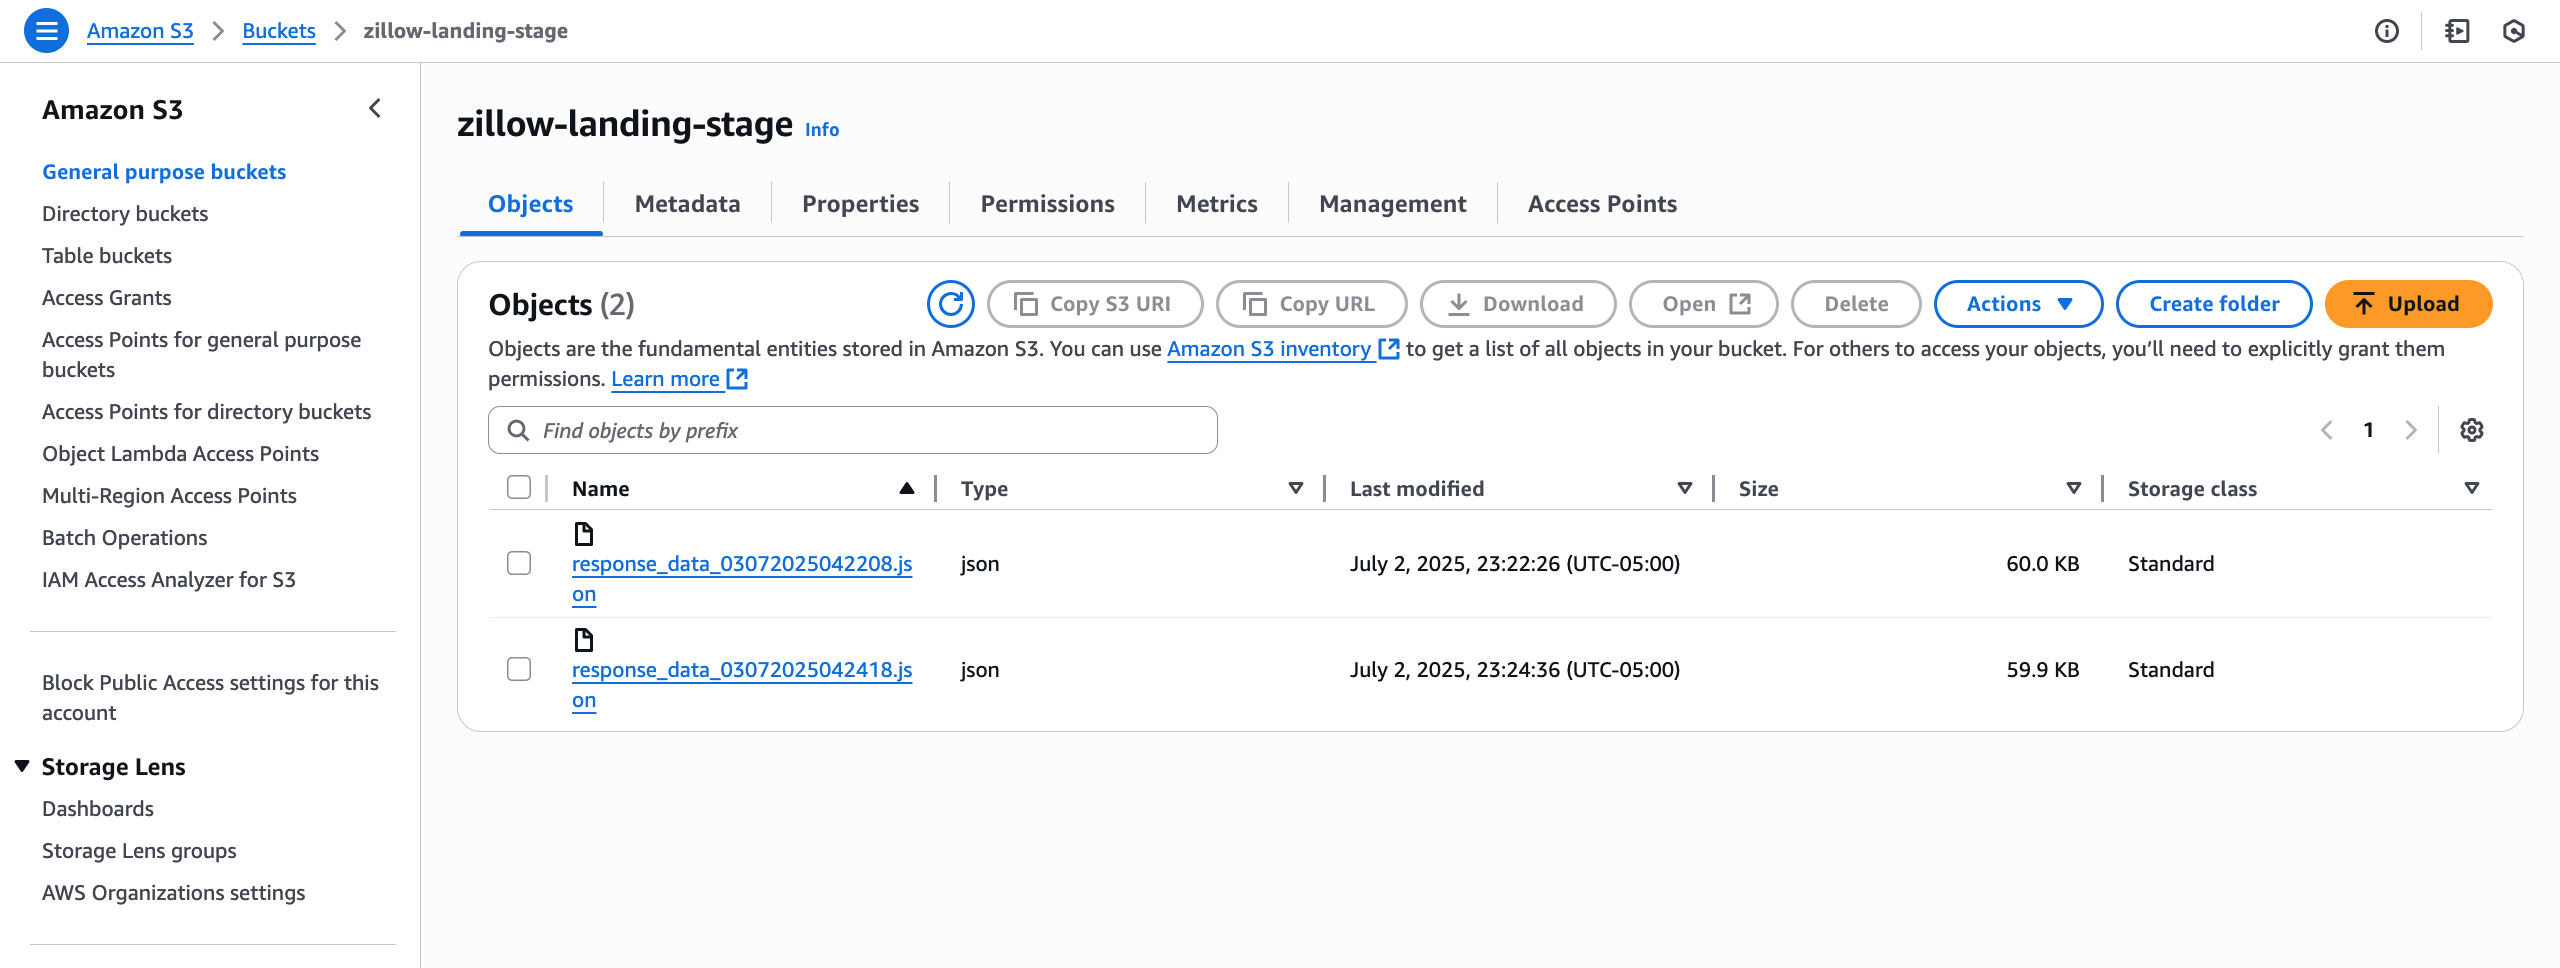 Amazon S3 > Buckets > zillow-landing-stage
Amazon S3
General purpose buckets
Directory buckets
Table buckets
Access Grants
Access Points for general purpose
buckets
Access Points for directory buckets
Object Lambda Access Points
Multi-Region Access Points
Batch Operations
IAM Access Analyzer for S3
Block Public Access settings for this
account
Storage Lens
Dashboards
Storage Lens groups
AWS Organizations settings
zillow-landing-stage Info
Objects Metadata Properties Permissions Metrics Management Access Points
Objects (2) Copy S3 URI Copy URL Download Open Delete Actions Create folder Upload
Objects are the fundamental entities stored in Amazon S3. You can use Amazon S3 inventory to get a list of all objects in your bucket. For others to access your objects, you’ll need to explicitly grant them
permissions. Learn more
Find objects by prefix 1
Name Type Last modified Size Storage class
response_data_03072025042208.js json July 2, 2025, 23:22:26 (UTC-05:00) 60.0 KB Standard
on
response_data_03072025042418.js json July 2, 2025, 23:24:36 (UTC-05:00) 59.9 KB Standard
on